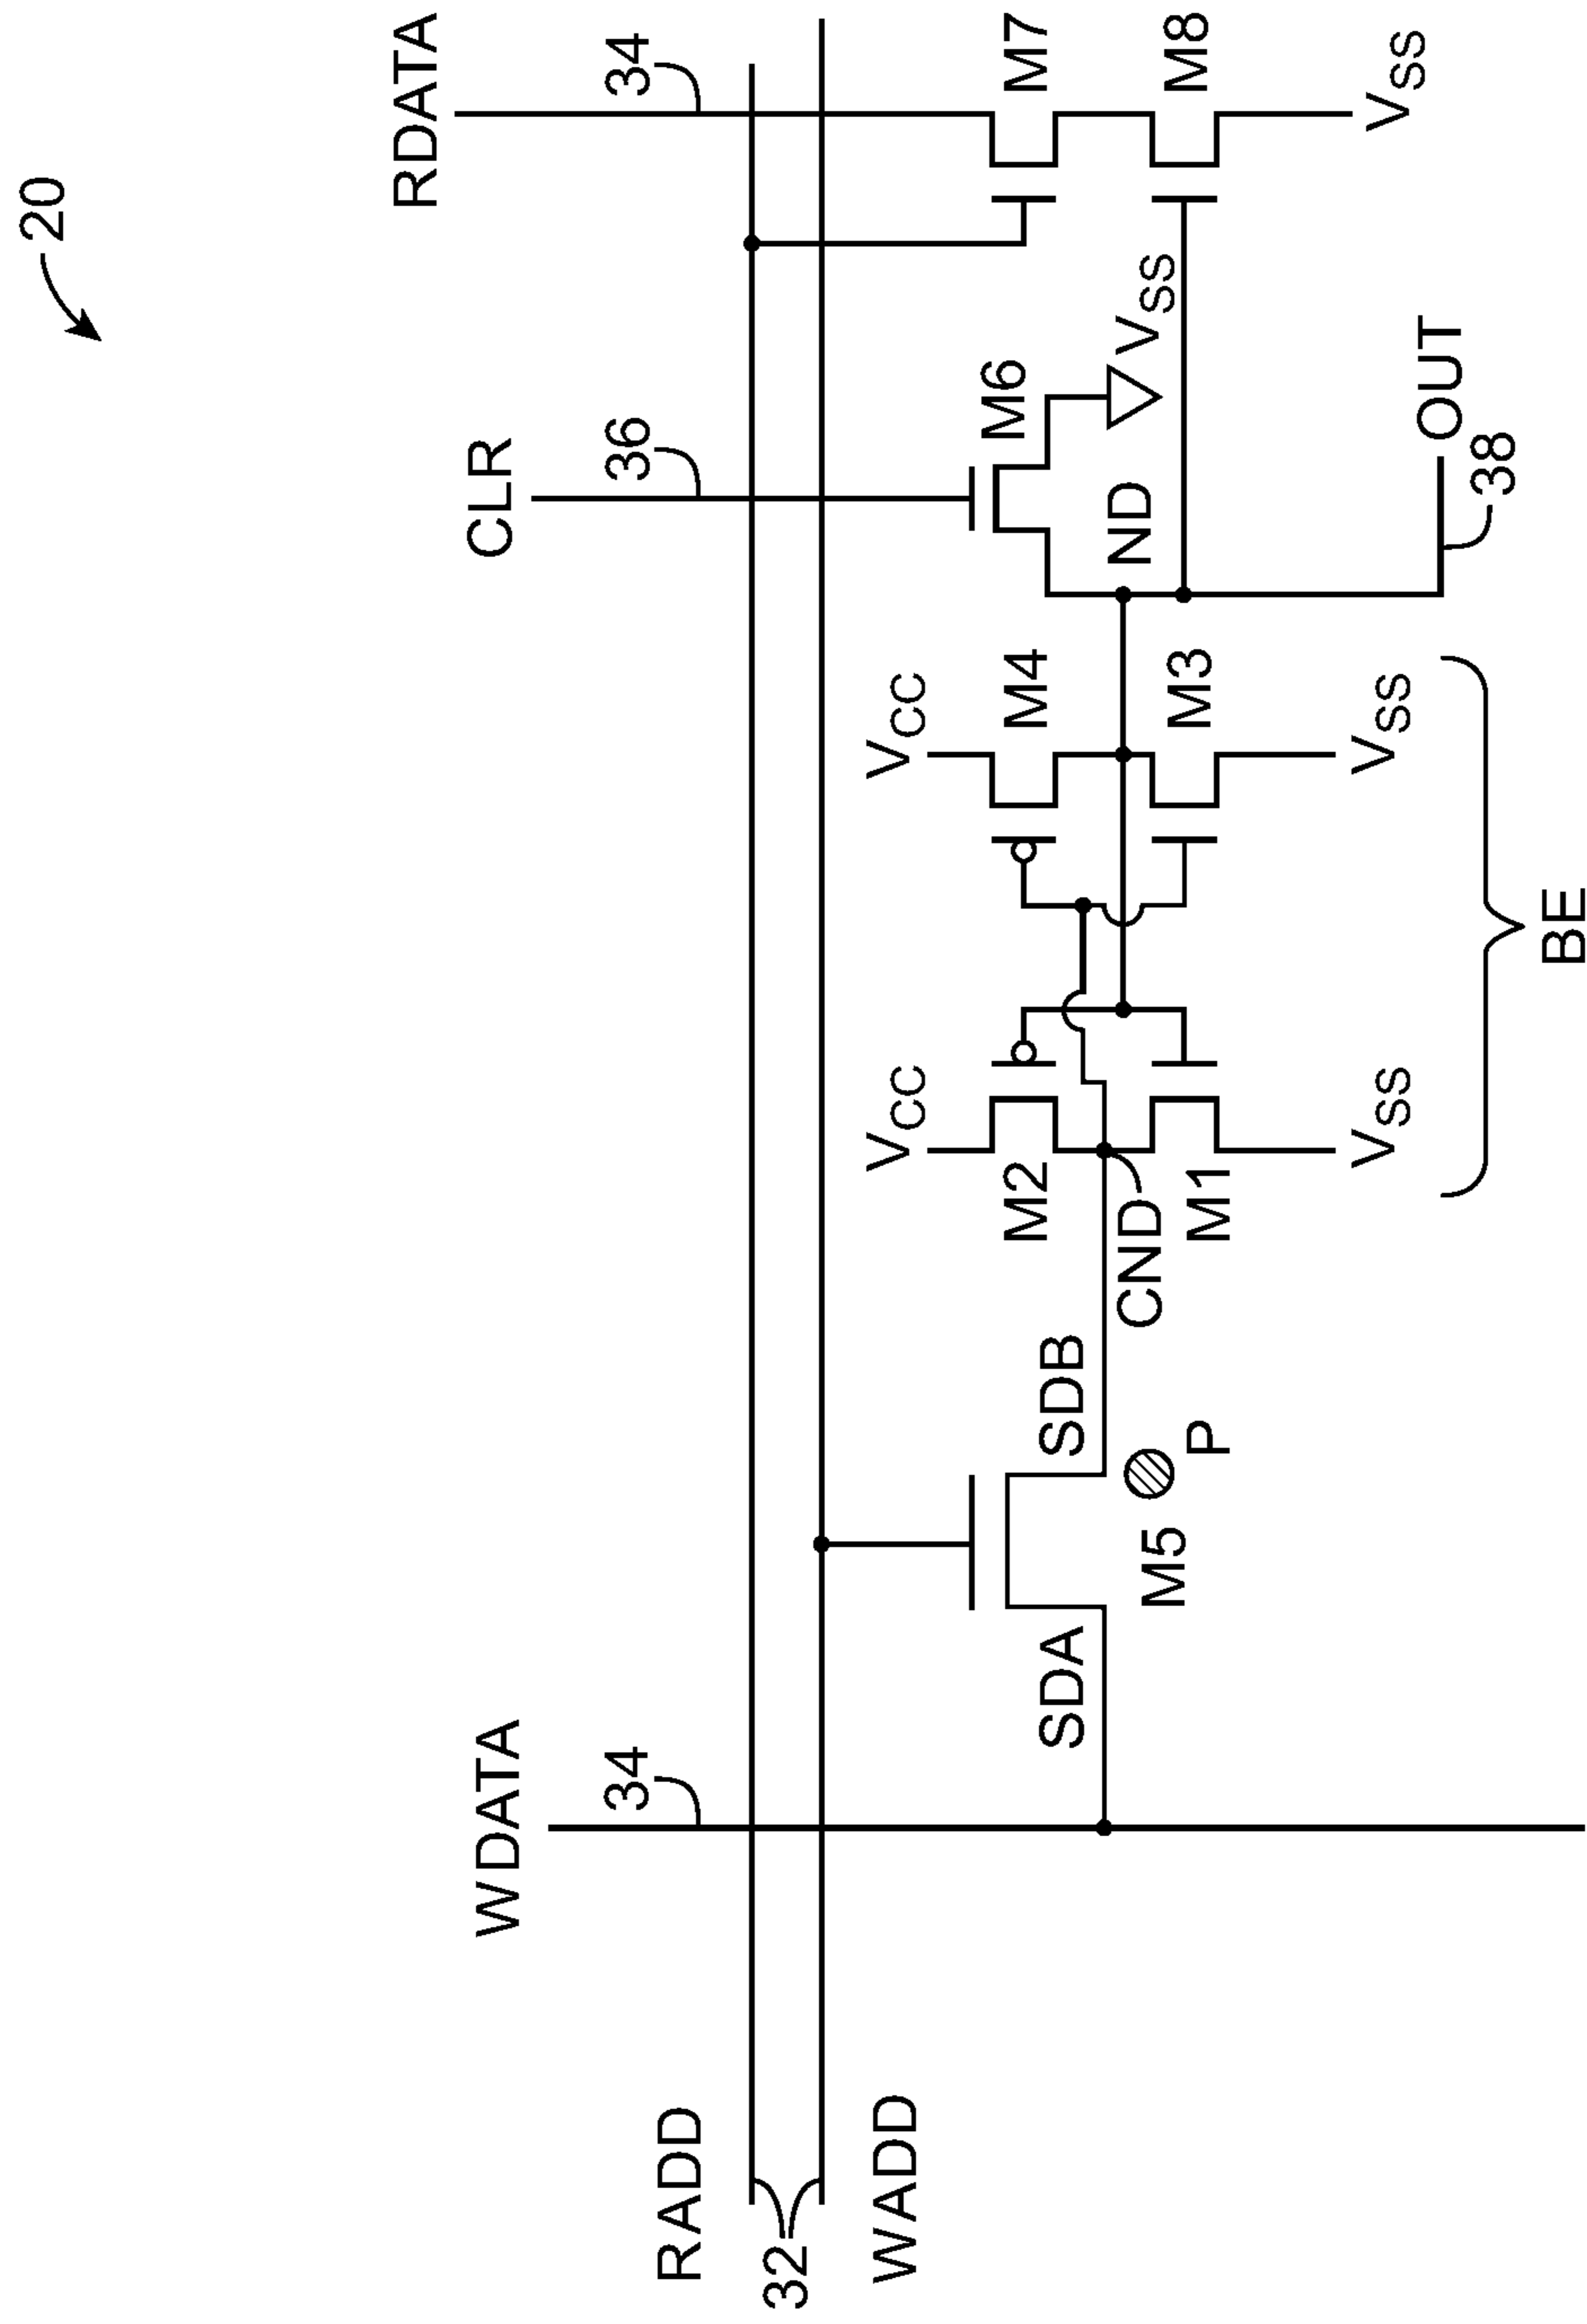 20
RDATA
34
CLR
36
WDATA
34
RADD
32
WADD
M7
M8
VSS
M6
VSS
ND
OUT
38
VCC
M4
M3
VSS
VCC
M2
M1
VSS
CND
BE
SDB
P
M5
SDA